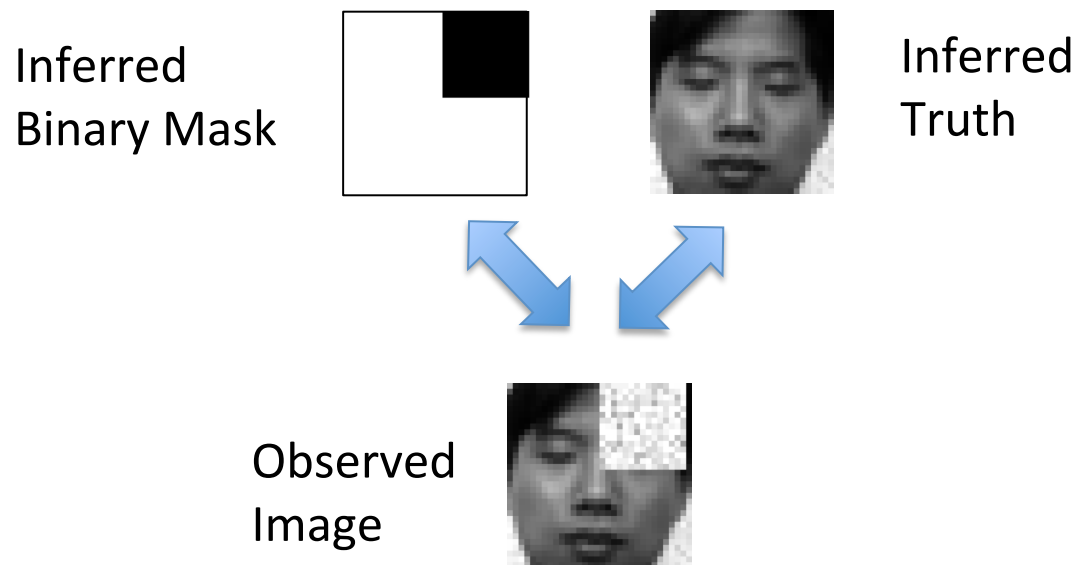 Inferred
Binary Mask
Inferred
Truth
Observed
Image